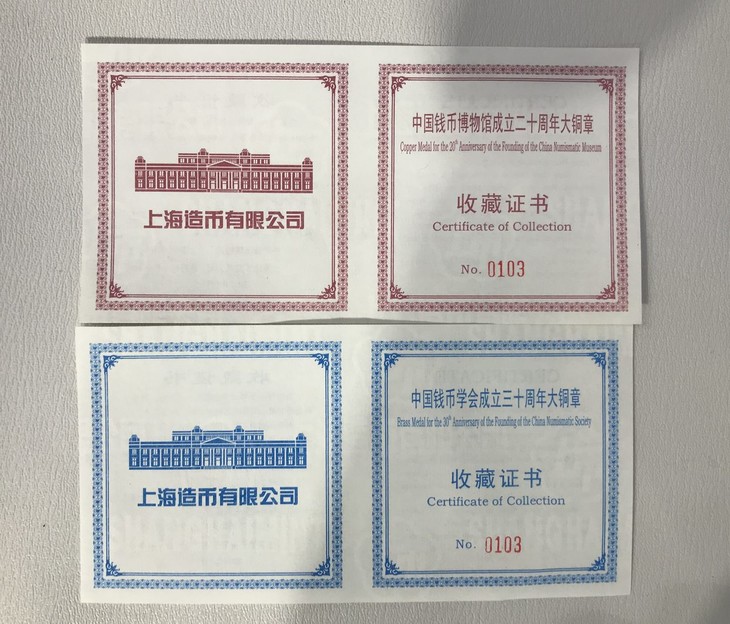 上海造币有限公司
中国钱币博物馆成立二十周年大铜章
Copper Medal for the 20th Anniversary of the Founding of the China Numismatic Museum
收藏证书
Certificate of Collection
No. 0103
上海造币有限公司
中国钱币学会成立三十周年大铜章
Brass Medal for the 30th Anniversary of the Founding of the China Numismatic Society
收藏证书
Certificate of Collection
No. 0103